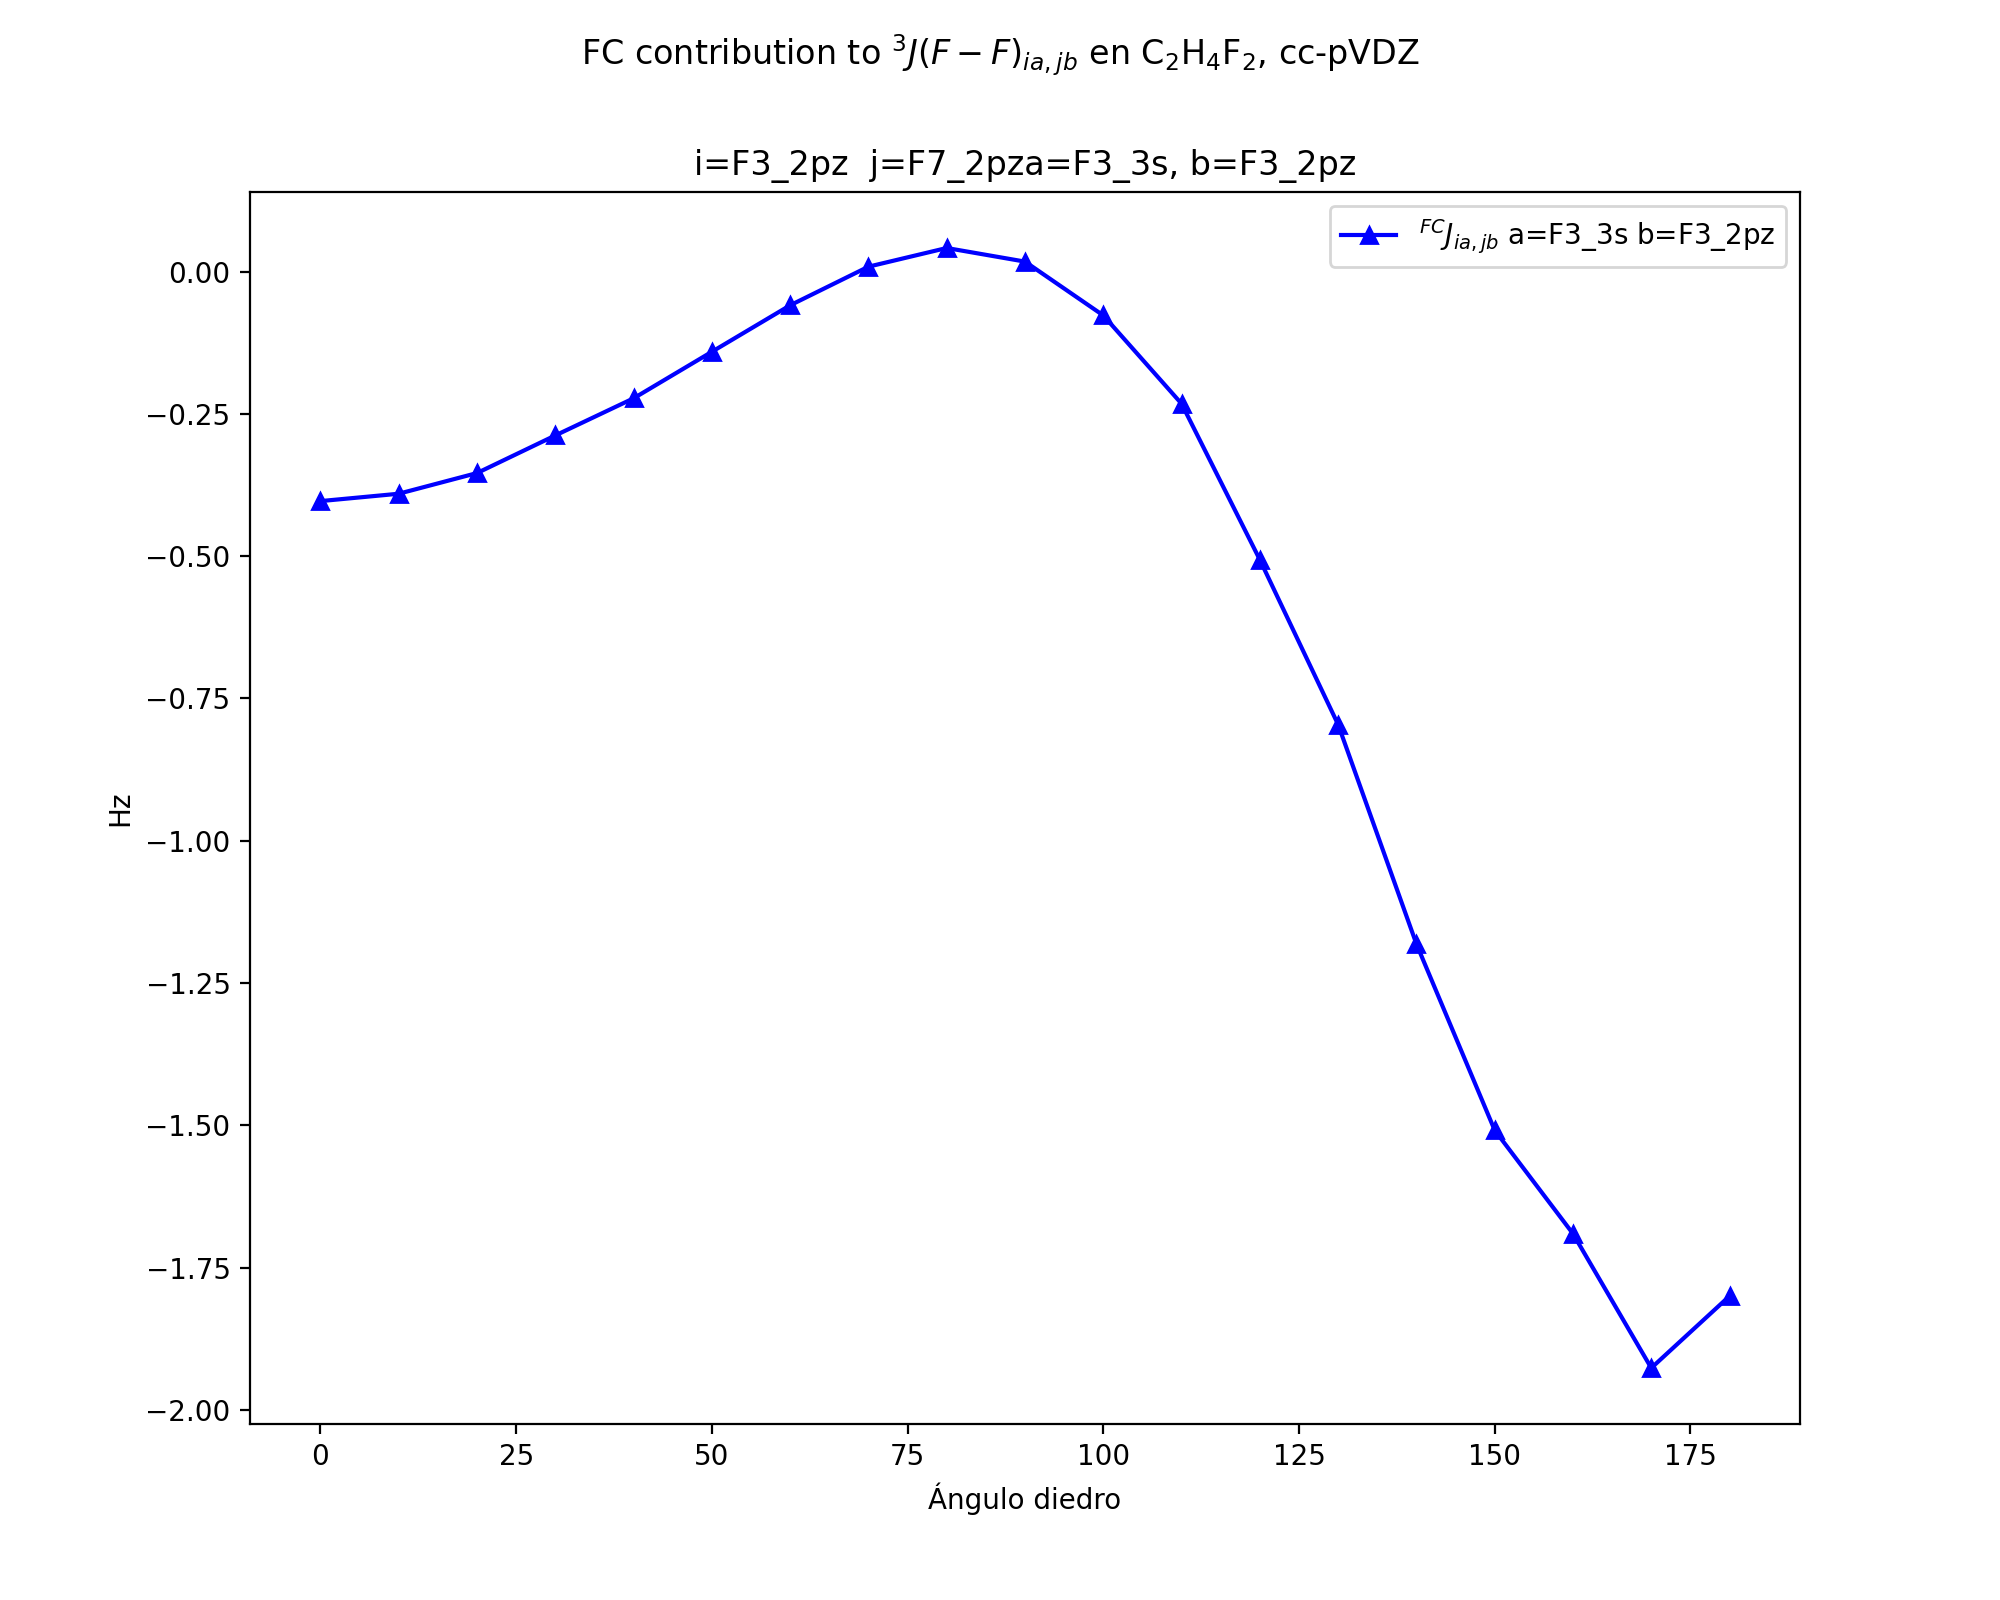 FC contribution to ³J(F − F)ia, jb en C₂H₄F₂, cc-pVDZ
i=F3_2pz  j=F7_2pza=F3_3s, b=F3_2pz
ᶠᶜJia, jb a=F3_3s b=F3_2pz
0.00
−0.25
−0.50
−0.75
−1.00
−1.25
−1.50
−1.75
−2.00
Hz
0 25 50 75 100 125 150 175
Ángulo diedro